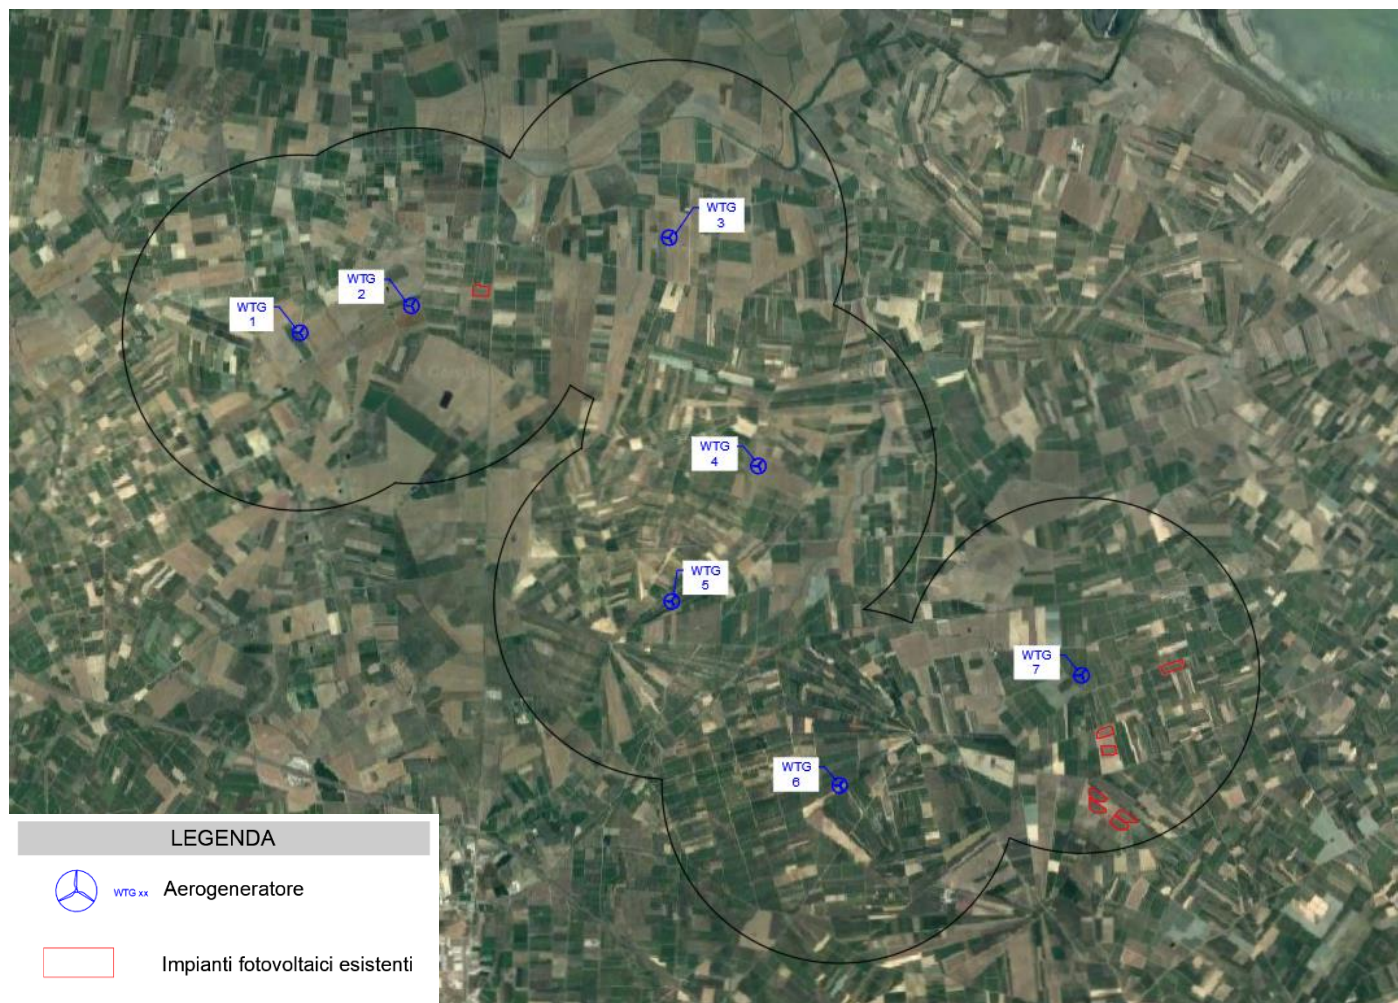 WTG
3
WTG
2
WTG
1
WTG
4
WTG
5
WTG
7
WTG
6
LEGENDA
WTG xx Aerogeneratore
Impianti fotovoltaici esistenti